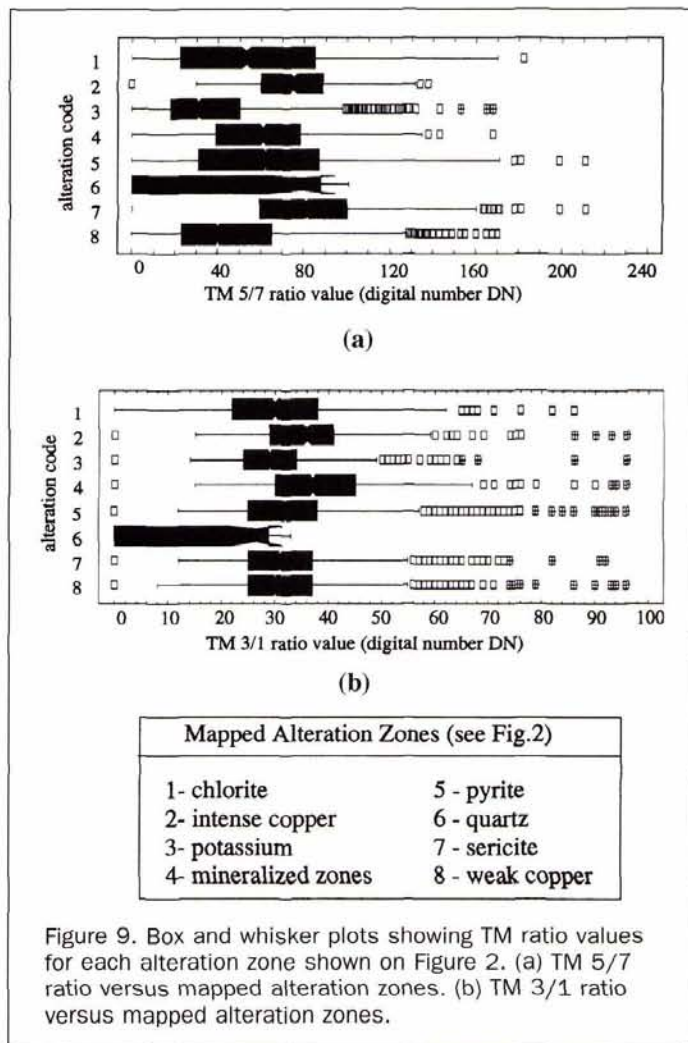 alteration code
1
2
3
4
5
6
7
8
0 40 80 120 160 200 240
TM 5/7 ratio value (digital number DN)
(a)
alteration code
1
2
3
4
5
6
7
8
0 10 20 30 40 50 60 70 80 90 100
TM 3/1 ratio value (digital number DN)
(b)
Mapped Alteration Zones (see Fig.2)
1- chlorite 5 - pyrite
2- intense copper 6 - quartz
3- potassium 7 - sericite
4- mineralized zones 8 - weak copper
Figure 9. Box and whisker plots showing TM ratio values
for each alteration zone shown on Figure 2. (a) TM 5/7
ratio versus mapped alteration zones. (b) TM 3/1 ratio
versus mapped alteration zones.